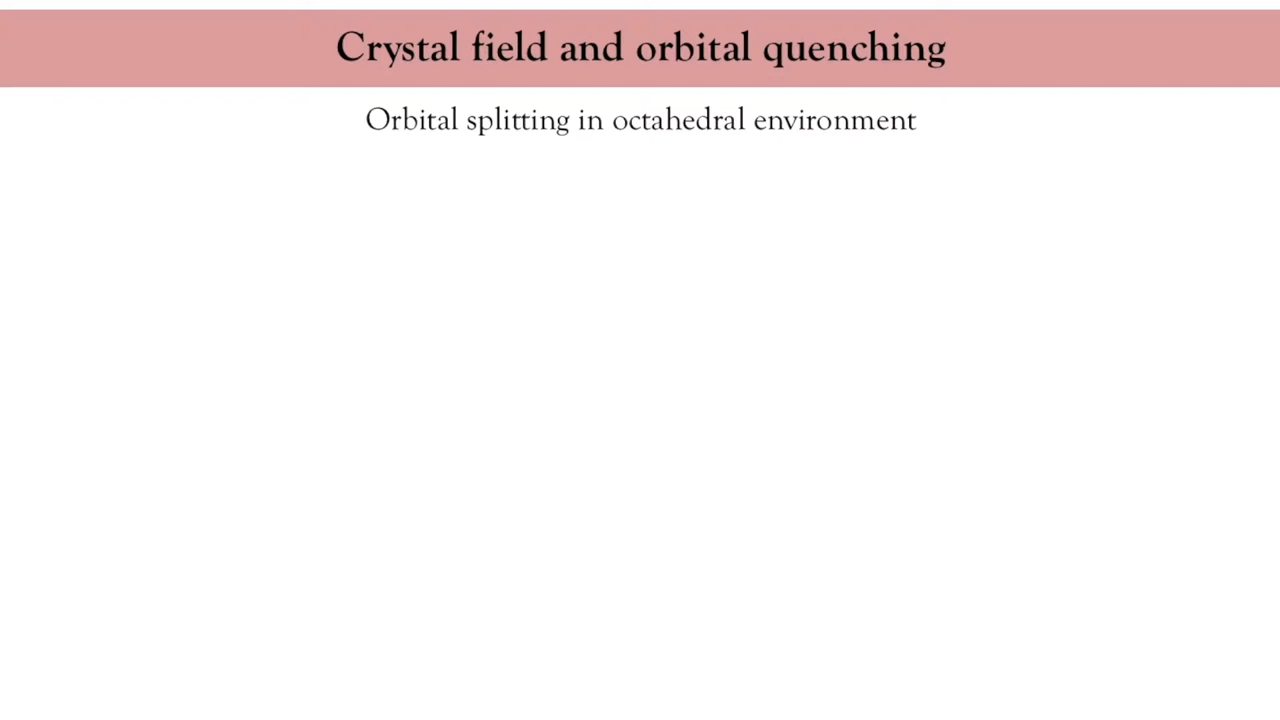 Crystal field and orbital quenching
Orbital splitting in octahedral environment